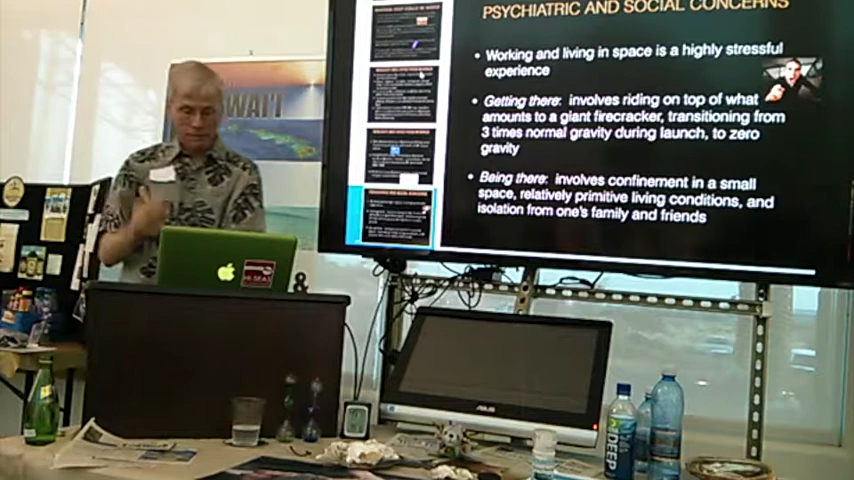 PSYCHIATRIC AND SOCIAL CONCERNS
• Working and living in space is a highly stressful
experience
• Getting there: involves riding on top of what
amounts to a giant firecracker, transitioning from
3 times normal gravity during launch, to zero
gravity
• Being there: involves confinement in a small
space, relatively primitive living conditions, and
isolation from one's family and friends
WAI'I
HI-SEAS
&
ASUS
DEEP